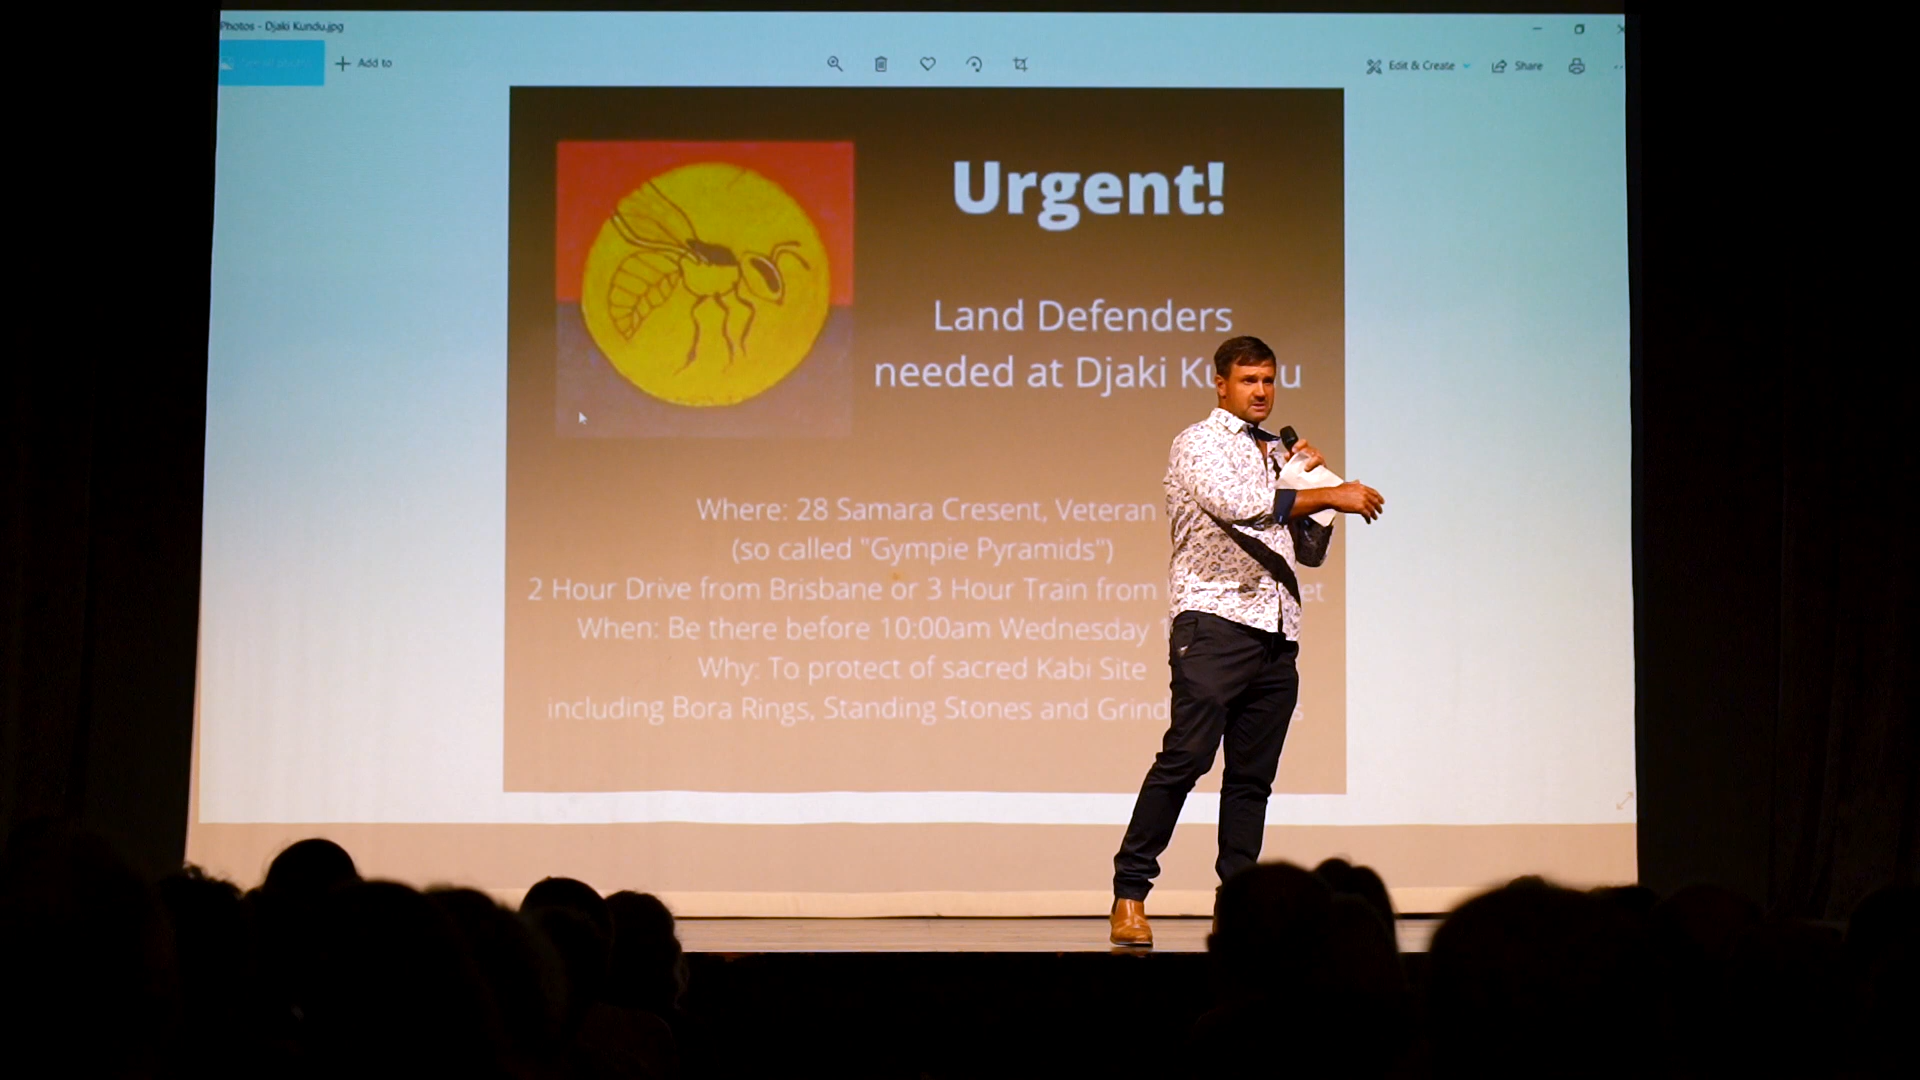 Photos - Djaki Kundu.jpg
Add to
Edit & Create
Share
Urgent!
Land Defenders
needed at Djaki Ku u
Where: 28 Samara Cresent, Veteran
(so called "Gympie Pyramids")
2 Hour Drive from Brisbane or 3 Hour Train from et
When: Be there before 10:00am Wednesday 1
Why: To protect of sacred Kabi Site
including Bora Rings, Standing Stones and Grind s